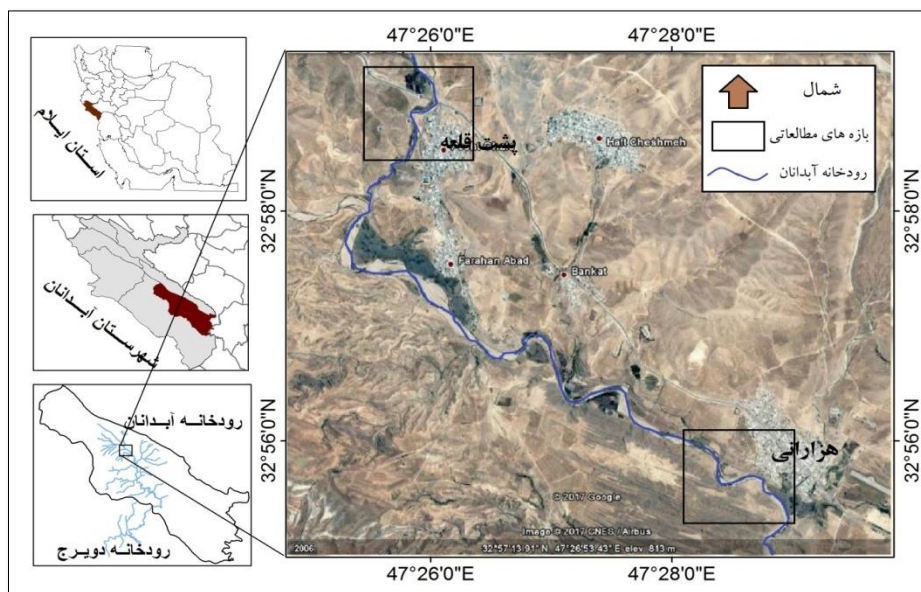 استان ایلام
شهرستان آبدانان
رودخانه آبدانان
رودخانه دویرج
47°26'0"E
47°28'0"E
شمال
بازه های مطالعاتی
رودخانه آبدانان
پشت قلعه
Haft Cheshmeh
32°58'0"N
32°58'0"N
Farahan Abad
Bankat
32°56'0"N
32°56'0"N
هزارانی
© 2017 Google
Image © 2017 CNES / Airbus
2006
32°57'13.91" N 47°26'53.43" E elev 813 m
47°26'0"E
47°28'0"E